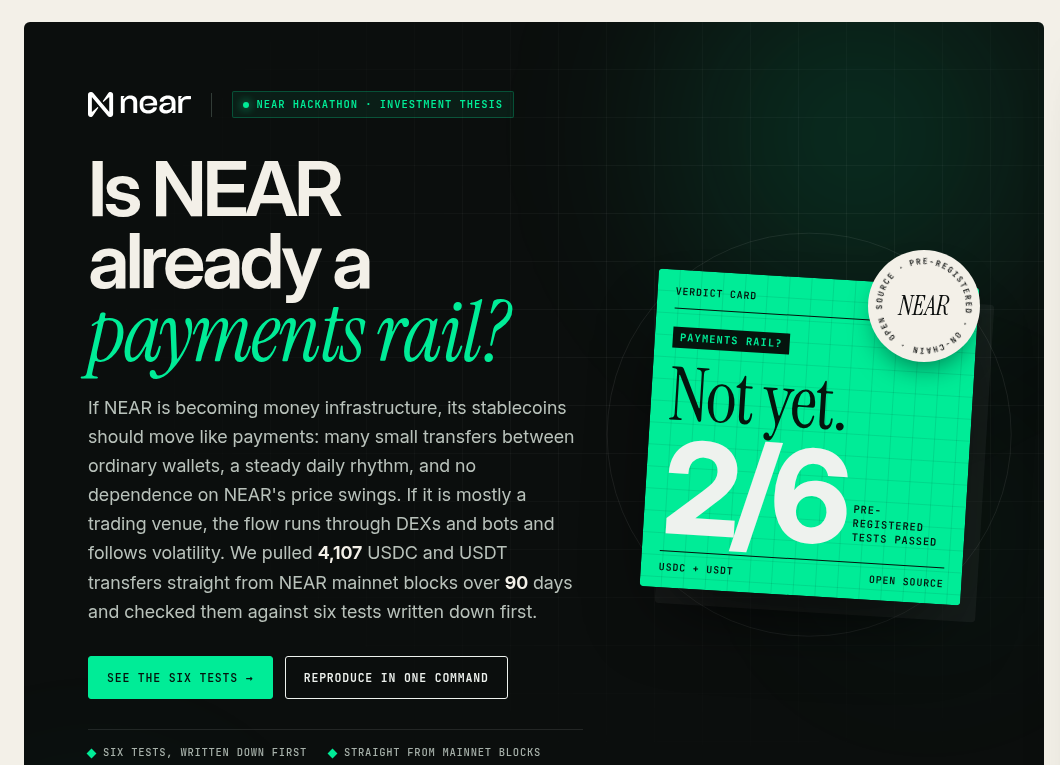 near
NEAR HACKATHON · INVESTMENT THESIS
Is NEAR
already a
payments rail?
If NEAR is becoming money infrastructure, its stablecoins
should move like payments: many small transfers between
ordinary wallets, a steady daily rhythm, and no
dependence on NEAR's price swings. If it is mostly a
trading venue, the flow runs through DEXs and bots and
follows volatility. We pulled 4,107 USDC and USDT
transfers straight from NEAR mainnet blocks over 90 days
and checked them against six tests written down first.
SEE THE SIX TESTS →
REPRODUCE IN ONE COMMAND
SIX TESTS, WRITTEN DOWN FIRST
STRAIGHT FROM MAINNET BLOCKS
VERDICT CARD
PAYMENTS RAIL?
Not yet.
2/6
PRE-
REGISTERED
TESTS PASSED
USDC + USDT
OPEN SOURCE
PRE-REGISTERED · ON-CHAIN · OPEN SOURCE ·
NEAR